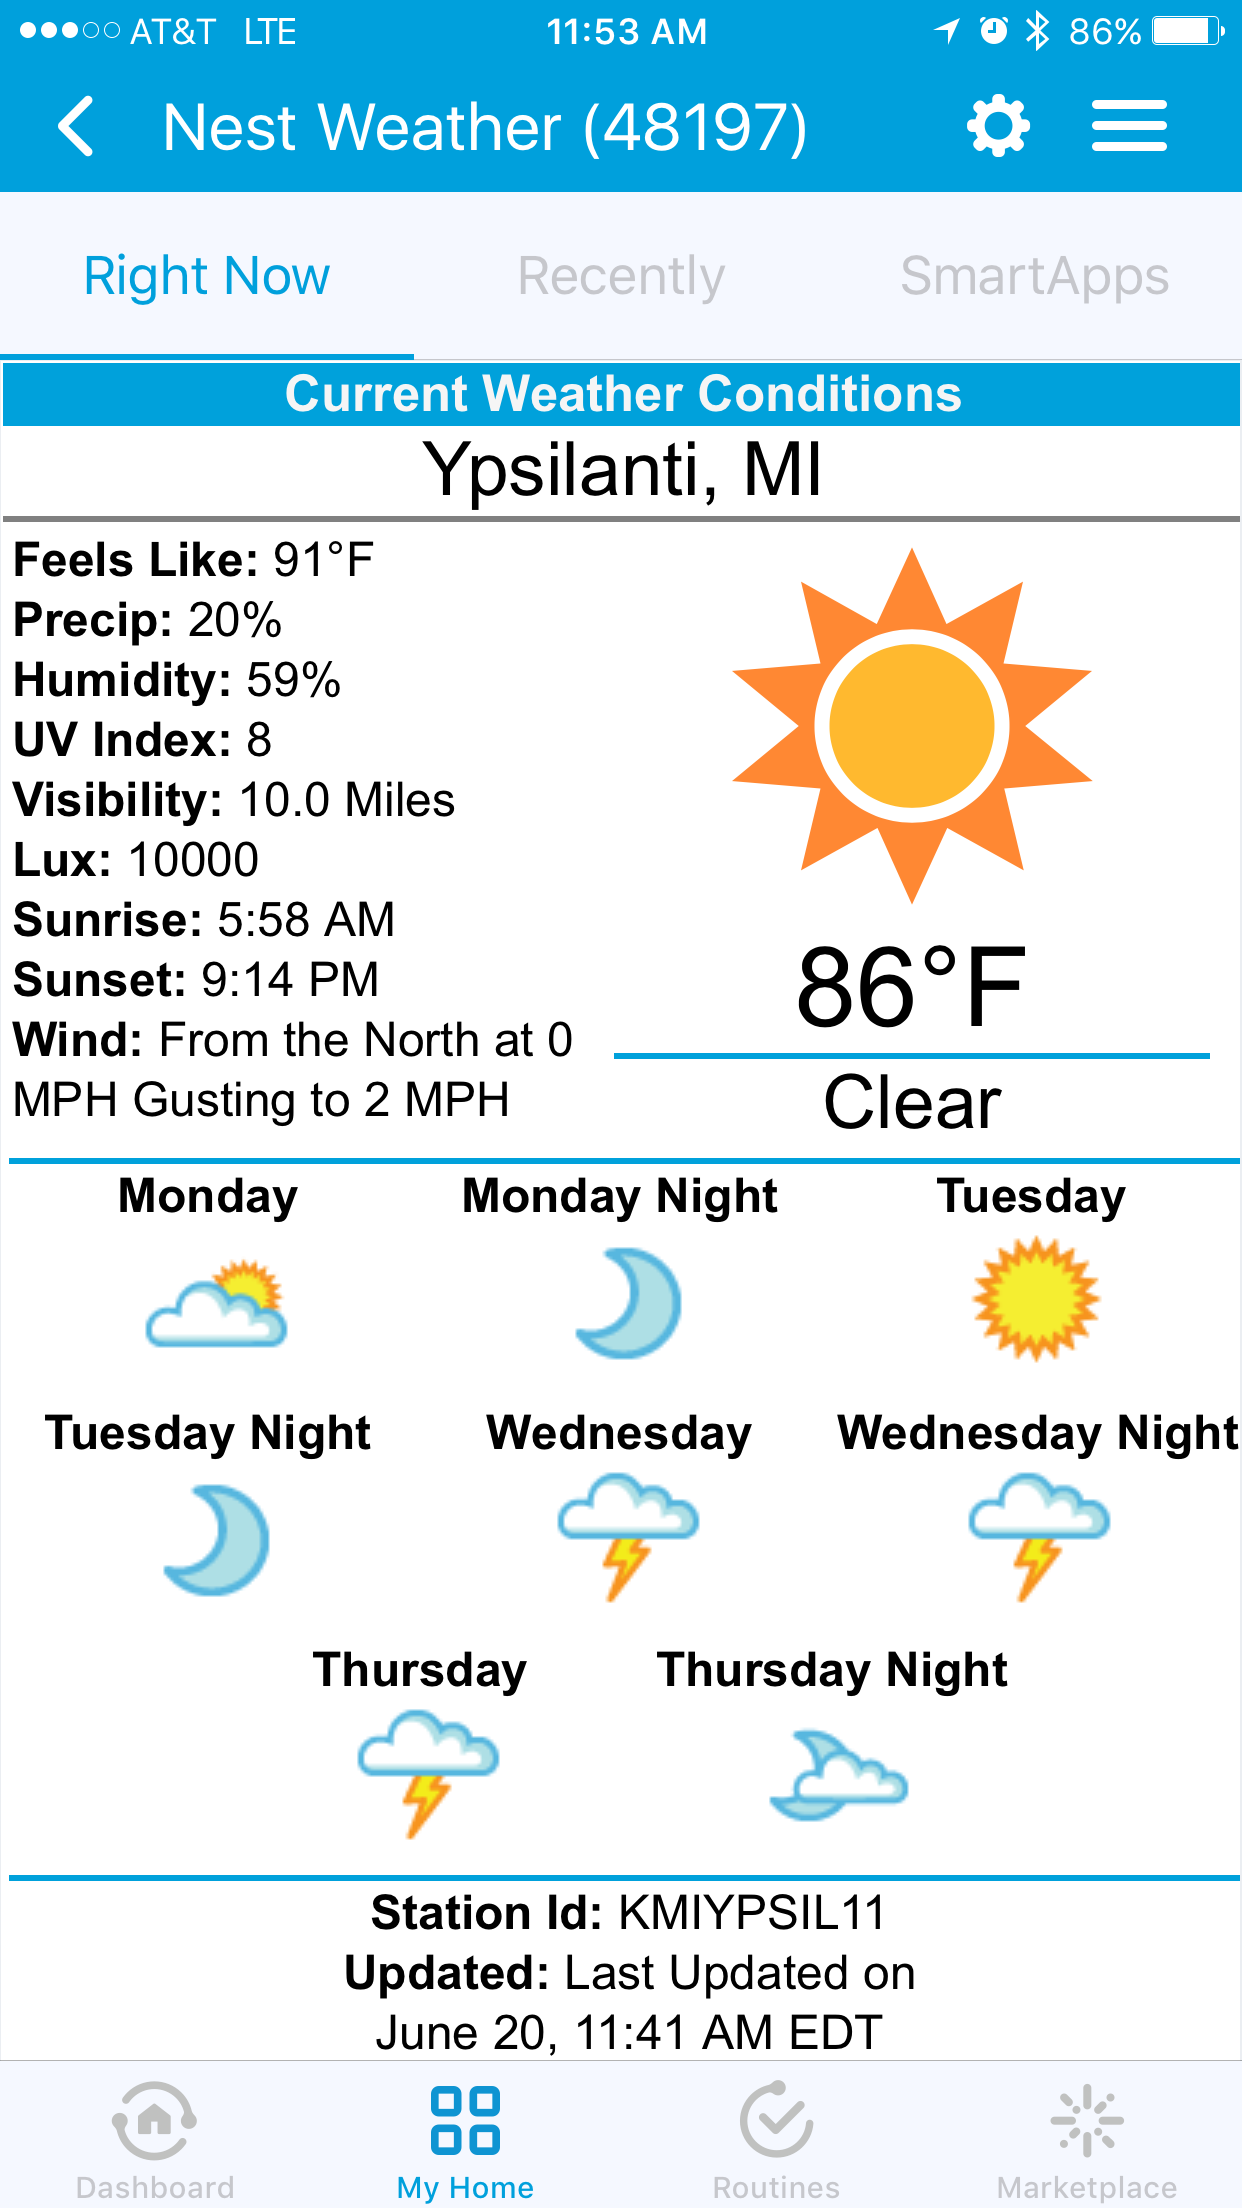 AT&T LTE 11:53 AM 86%
Nest Weather (48197)
Right Now Recently SmartApps
Current Weather Conditions
Ypsilanti, MI
Feels Like: 91°F
Precip: 20%
Humidity: 59%
UV Index: 8
Visibility: 10.0 Miles
Lux: 10000
Sunrise: 5:58 AM
Sunset: 9:14 PM
Wind: From the North at 0
MPH Gusting to 2 MPH
86°F
Clear
Monday Monday Night Tuesday
Tuesday Night Wednesday Wednesday Night
Thursday Thursday Night
Station Id: KMIYPSIL11
Updated: Last Updated on
June 20, 11:41 AM EDT
Dashboard My Home Routines Marketplace